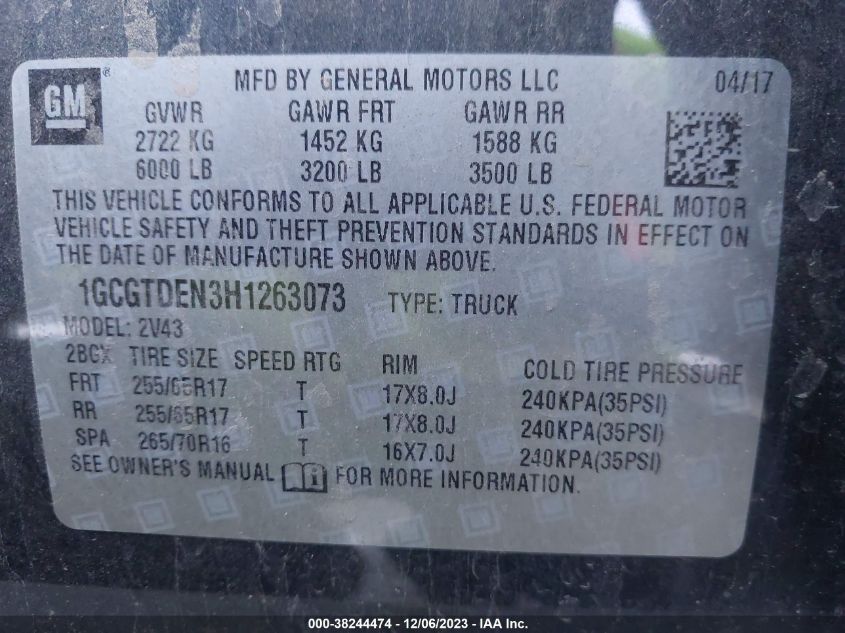 GM ® MFD BY GENERAL MOTORS LLC 04/17
GVWR GAWR FRT GAWR RR
2722 KG 1452 KG 1588 KG
6000 LB 3200 LB 3500 LB
THIS VEHICLE CONFORMS TO ALL APPLICABLE U.S. FEDERAL MOTOR
VEHICLE SAFETY AND THEFT PREVENTION STANDARDS IN EFFECT ON
THE DATE OF MANUFACTURE SHOWN ABOVE.
1GCGTDEN3H1263073 TYPE: TRUCK
MODEL: 2V43
2BCX TIRE SIZE SPEED RTG RIM COLD TIRE PRESSURE
FRT 255/65R17 T 17X8.0J 240KPA(35PSI)
RR 255/65R17 T 17X8.0J 240KPA(35PSI)
SPA 265/70R16 T 16X7.0J 240KPA(35PSI)
SEE OWNER'S MANUAL FOR MORE INFORMATION.
000-38244474 - 12/06/2023 - IAA Inc.